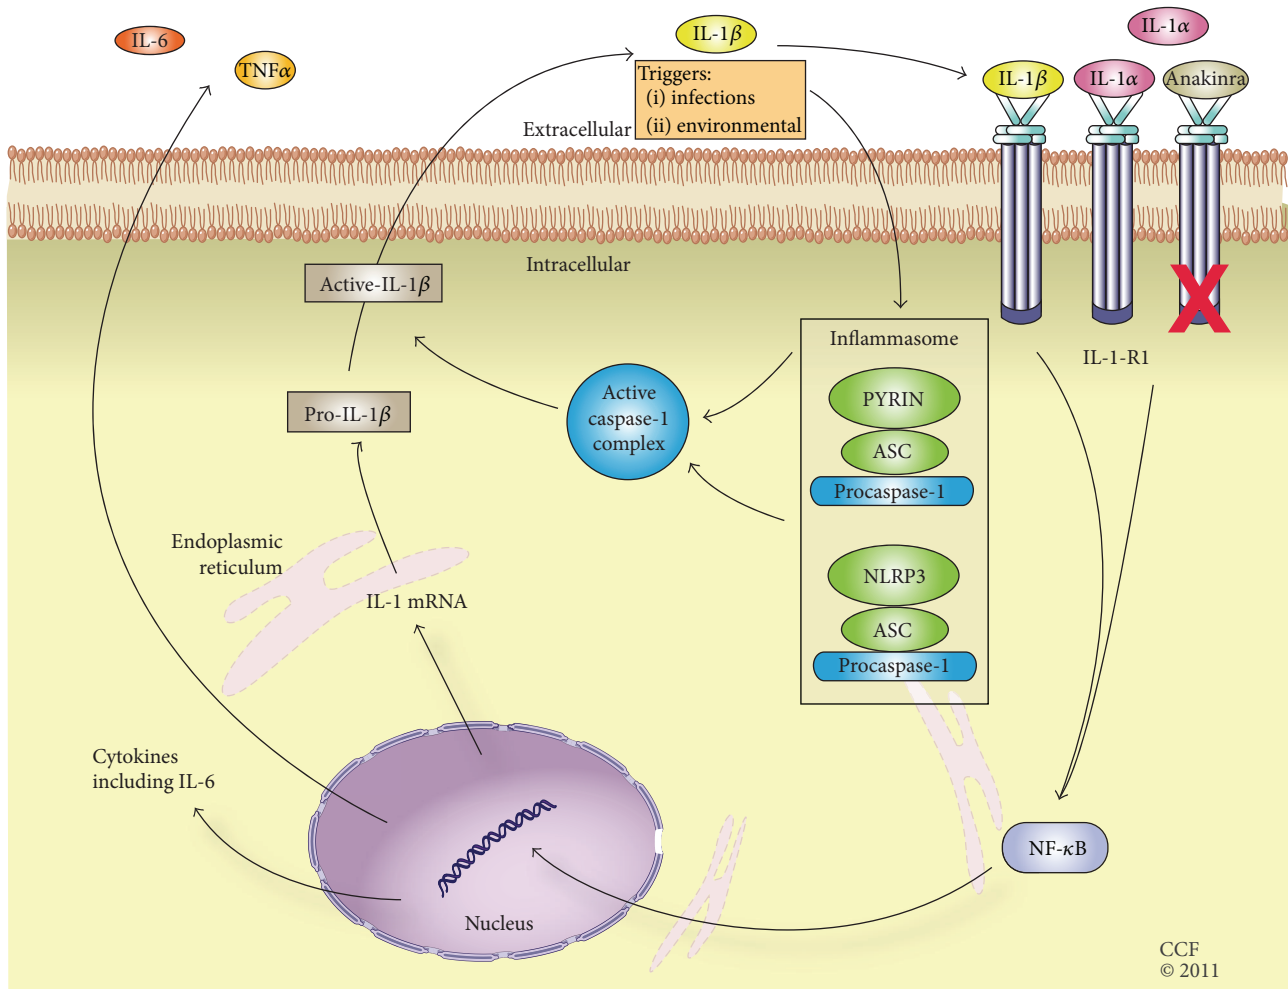 IL-6
TNFα
IL-1β
Triggers:
(i) infections
(ii) environmental
IL-1α
IL-1β
IL-1α
Anakinra
Extracellular
Intracellular
Active-IL-1β
Pro-IL-1β
Active
caspase-1
complex
Inflammasome
PYRIN
ASC
Procaspase-1
NLRP3
ASC
Procaspase-1
IL-1-R1
Endoplasmic
reticulum
IL-1 mRNA
Cytokines
including IL-6
Nucleus
NF-κB
CCF
© 2011